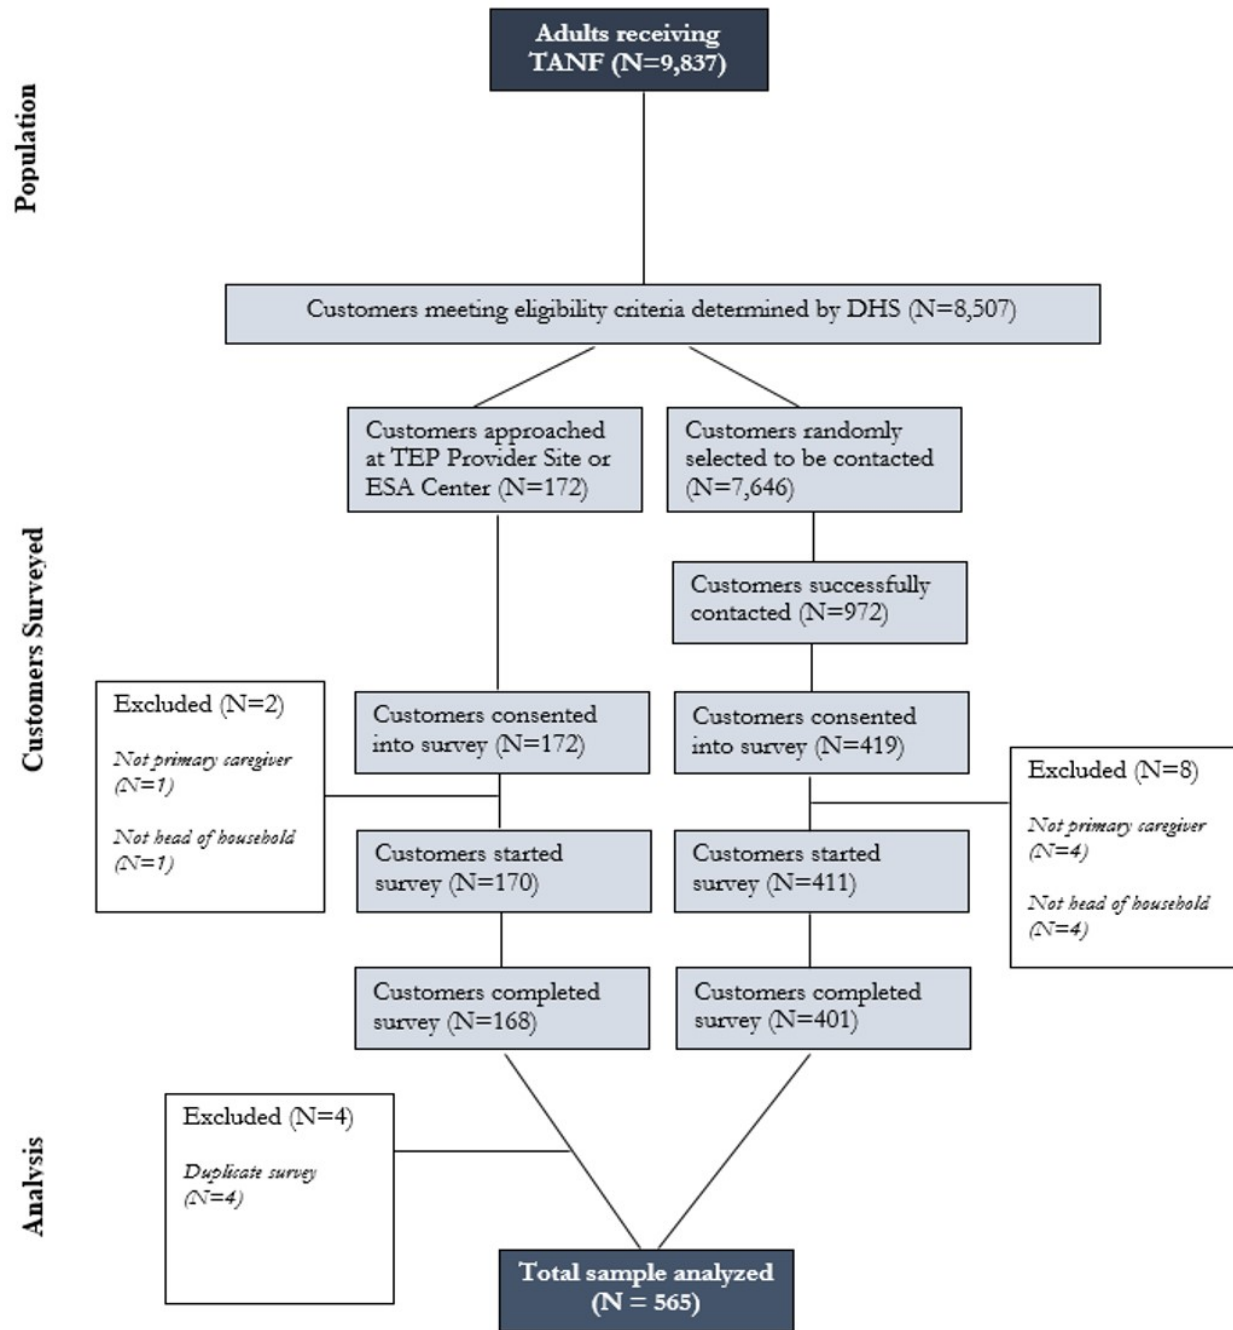 Population
Adults receiving
TANF (N=9,837)
Customers meeting eligibility criteria determined by DHS (N=8,507)
Customers Surveyed
Customers approached
at TEP Provider Site or
ESA Center (N=172)
Customers randomly
selected to be contacted
(N=7,646)
Customers successfully
contacted (N=972)
Excluded (N=2)
Not primary caregiver
(N=1)
Not head of household
(N=1)
Customers consented
into survey (N=172)
Customers consented
into survey (N=419)
Excluded (N=8)
Not primary caregiver
(N=4)
Not head of household
(N=4)
Customers started
survey (N=170)
Customers started
survey (N=411)
Customers completed
survey (N=168)
Customers completed
survey (N=401)
Analysis
Excluded (N=4)
Duplicate survey
(N=4)
Total sample analyzed
(N = 565)